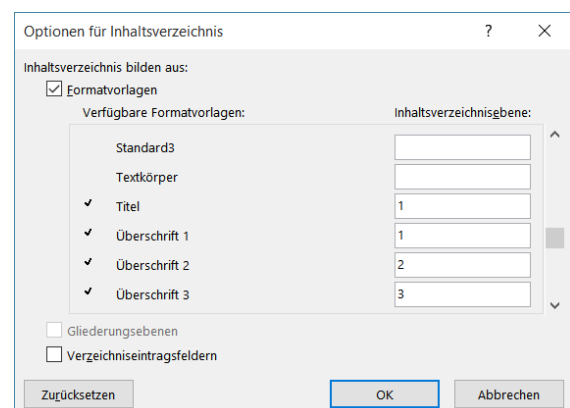 Optionen für Inhaltsverzeichnis ?
Inhaltsverzeichnis bilden aus:
Formatvorlagen
Verfügbare Formatvorlagen: Inhaltsverzeichnisebene:
Standard3
Textkörper
Titel 1
Überschrift 1 1
Überschrift 2 2
Überschrift 3 3
Gliederungsebenen
Verzeichniseintragsfeldern
Zurücksetzen OK Abbrechen